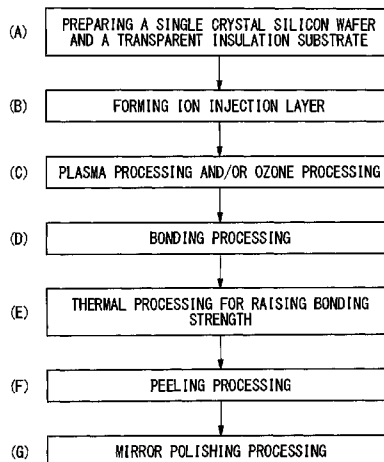 (A) PREPARING A SINGLE CRYSTAL SILICON WAFER
AND A TRANSPARENT INSULATION SUBSTRATE
(B) FORMING ION INJECTION LAYER
(C) PLASMA PROCESSING AND/OR OZONE PROCESSING
(D) BONDING PROCESSING
(E) THERMAL PROCESSING FOR RAISING BONDING
STRENGTH
(F) PEELING PROCESSING
(G) MIRROR POLISHING PROCESSING